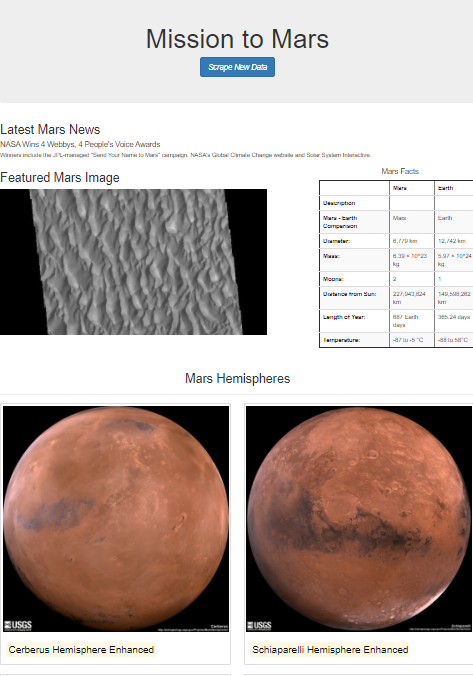 Mission to Mars
Scrape New Data
Latest Mars News
NASA Wins 4 Webbys, 4 People's Voice Awards
Winners include the JPL-managed "Send Your Name to Mars" campaign, NASA's Global Climate Change website and Solar System Interactive.
Featured Mars Image
Mars Facts
Mars Earth
Description
Mars - Earth Comparison Mars Earth
Diameter: 6,779 km 12,742 km
Mass: 6.39 × 10^23 kg 5.97 × 10^24 kg
Moons: 2 1
Distance from Sun: 227,943,824 km 149,598,262 km
Length of Year: 687 Earth days 365.24 days
Temperature: -87 to -5 °C -88 to 58°C
Mars Hemispheres
USGS
Cerberus
USGS
Schiaparelli
Cerberus Hemisphere Enhanced
Schiaparelli Hemisphere Enhanced